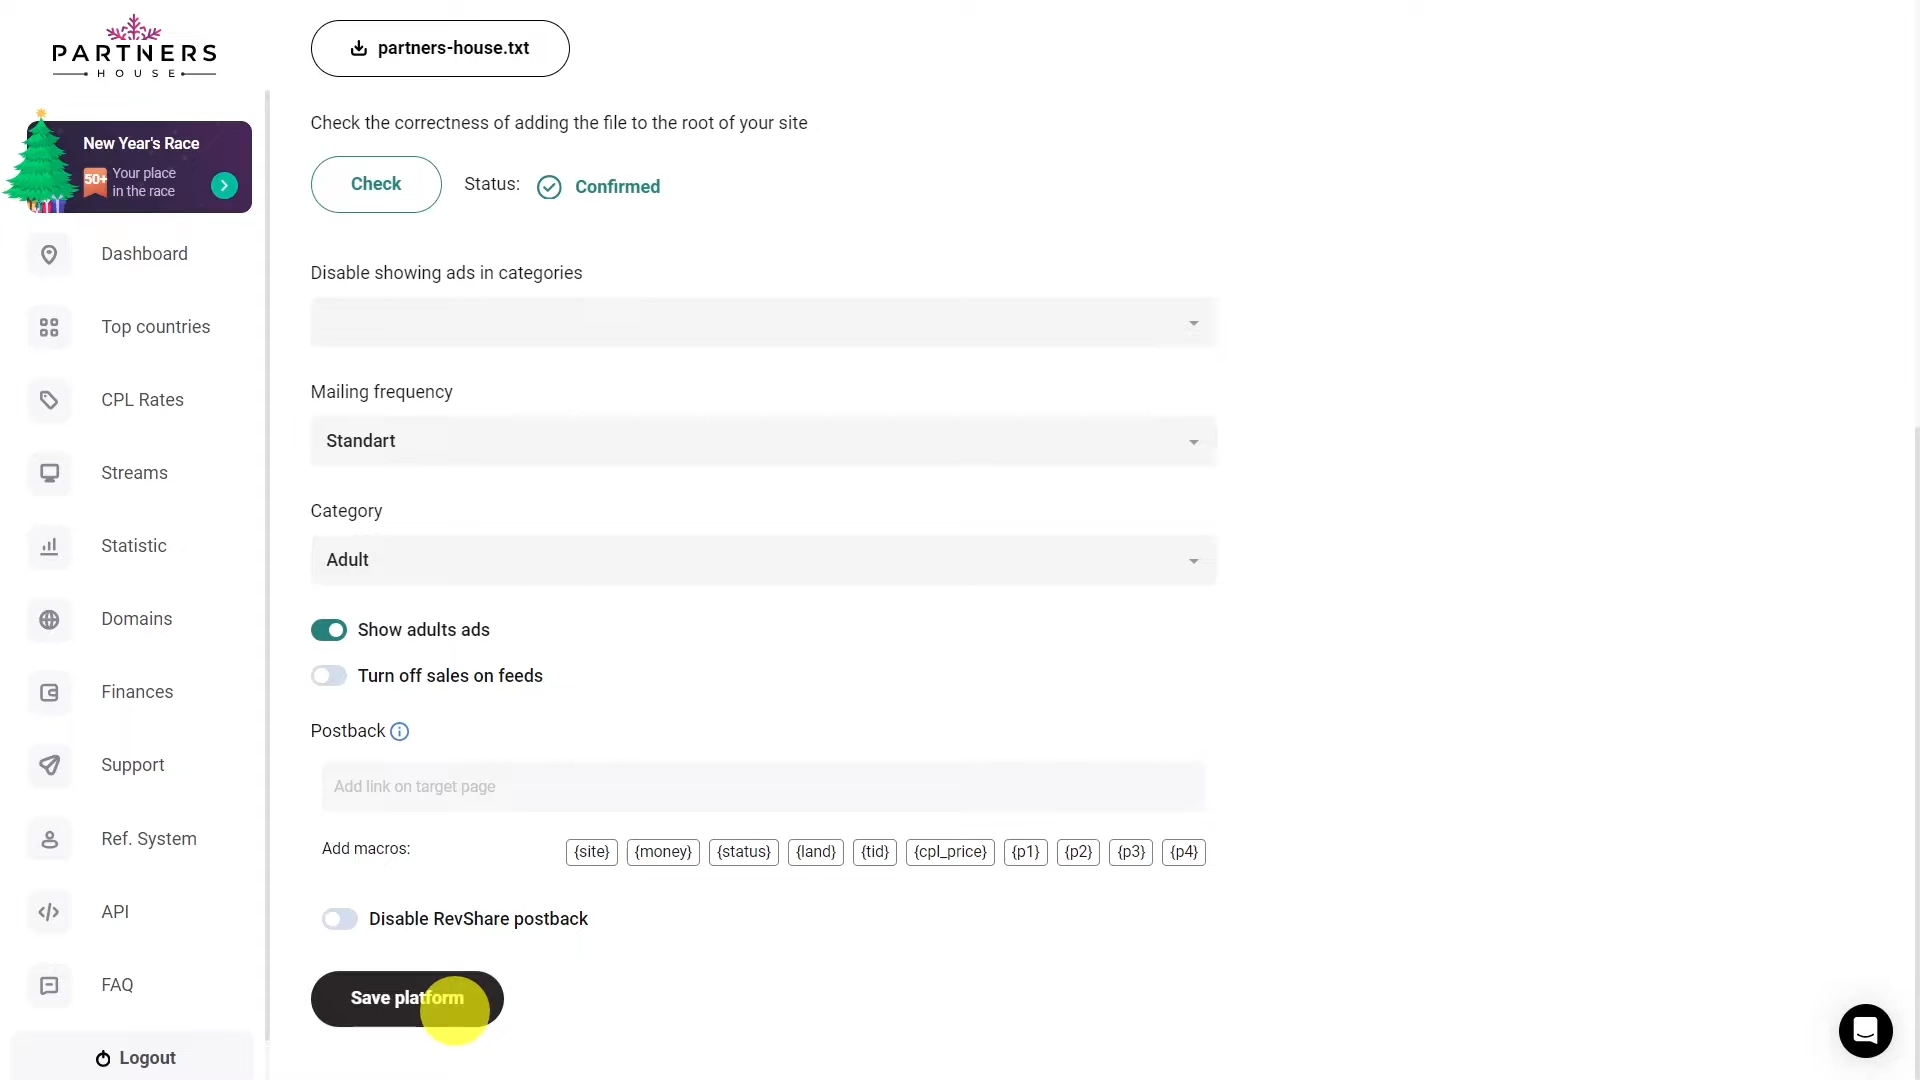 PARTNERS
HOUSE
New Year's Race
50+
Your place
in the race
Dashboard
Top countries
CPL Rates
Streams
Statistic
Domains
Finances
Support
Ref. System
API
FAQ
Logout
partners-house.txt
Check the correctness of adding the file to the root of your site
Check Status: Confirmed
Disable showing ads in categories
Mailing frequency
Standart
Category
Adult
Show adults ads
Turn off sales on feeds
Postback
Add link on target page
Add macros: {site} {money} {status} {land} {tid} {cpl_price} {p1} {p2} {p3} {p4}
Disable RevShare postback
Save platform